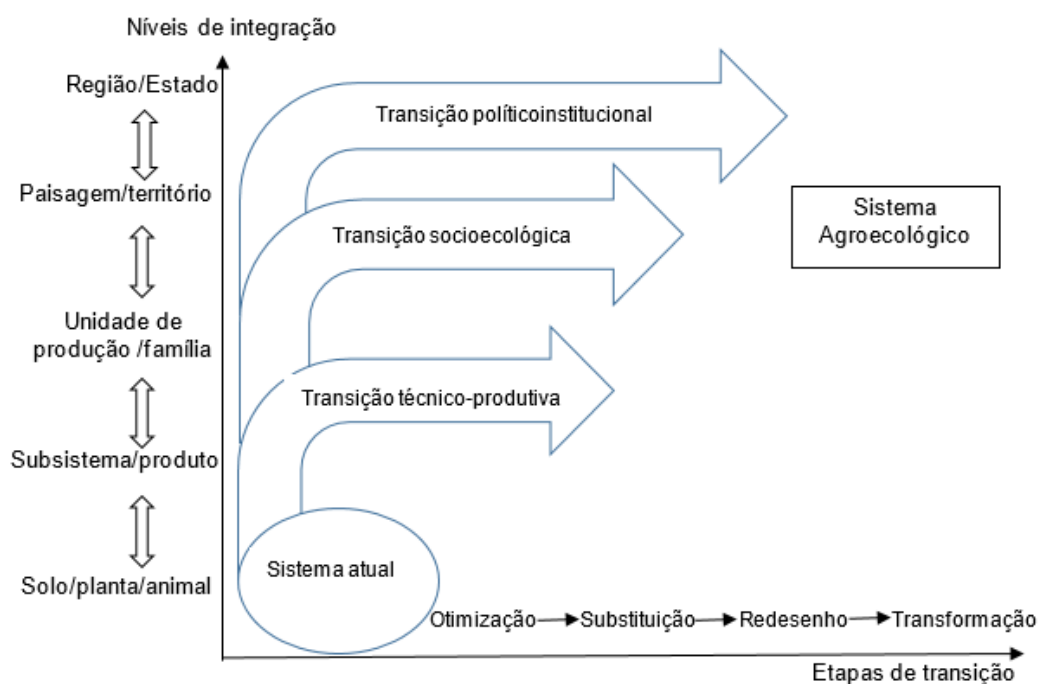 Níveis de integração
Região/Estado
Transição políticoinstitucional
Paisagem/território
Sistema
Agroecológico
Transição socioecológica
Unidade de
produção /família
Transição técnico-produtiva
Subsistema/produto
Sistema atual
Solo/planta/animal
Otimização Substituição Redesenho Transformação
Etapas de transição